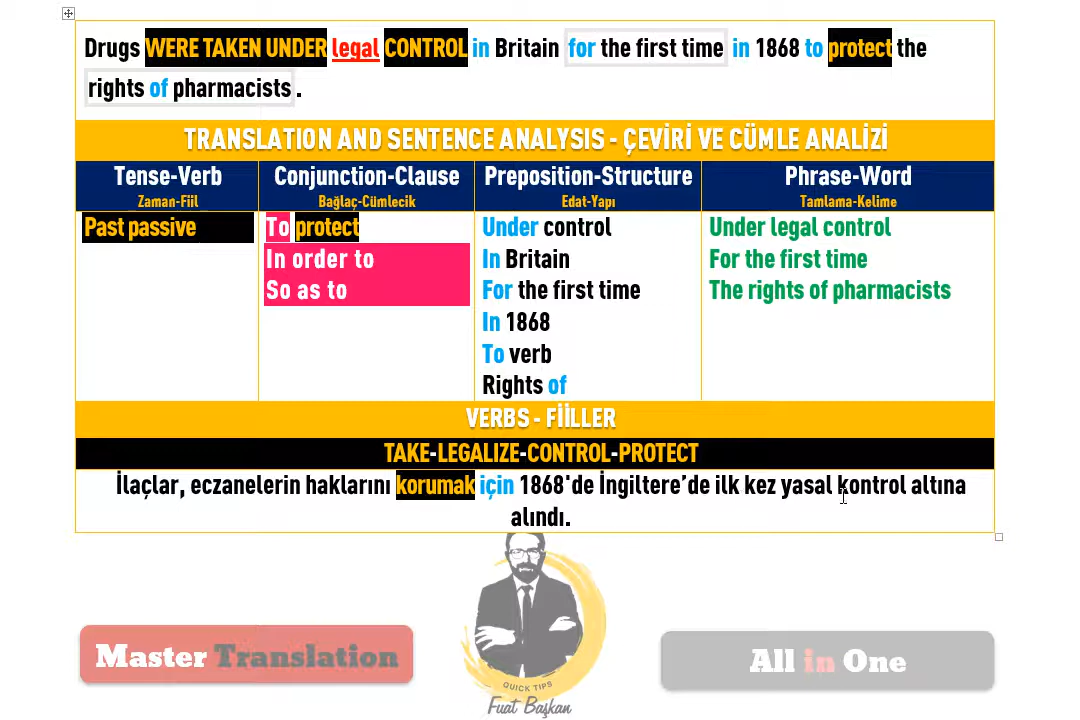 Drugs WERE TAKEN UNDER legal CONTROL in Britain for the first time in 1868 to protect the
rights of pharmacists.
TRANSLATION AND SENTENCE ANALYSIS - ÇEVİRİ VE CÜMLE ANALİZİ
Tense-Verb
Zaman-Fiil
Conjunction-Clause
Bağlaç-Cümlecik
Preposition-Structure
Edat-Yapı
Phrase-Word
Tamlama-Kelime
Past passive
To protect
In order to
So as to
Under control
In Britain
For the first time
In 1868
To verb
Rights of
Under legal control
For the first time
The rights of pharmacists
VERBS - FİİLLER
TAKE-LEGALIZE-CONTROL-PROTECT
İlaçlar, eczanelerin haklarını korumak için 1868'de İngiltere’de ilk kez yasal kontrol altına
alındı.
Master Translation
QUICK TIPS
Fuat Başkan
All in One